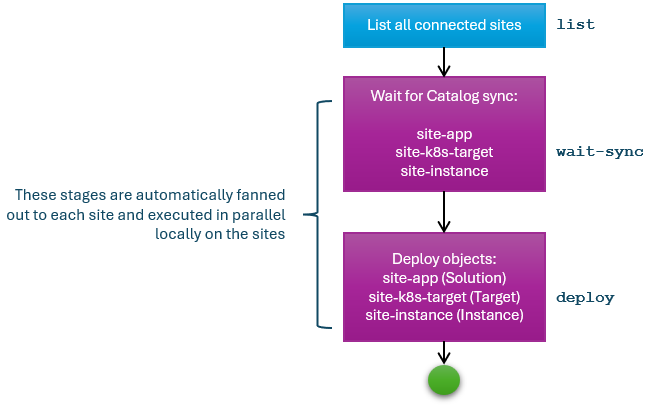 List all connected sites
list
Wait for Catalog sync:
site-app
site-k8s-target
site-instance
wait-sync
These stages are automatically fanned
out to each site and executed in parallel
locally on the sites
Deploy objects:
site-app (Solution)
site-k8s-target (Target)
site-instance (Instance)
deploy